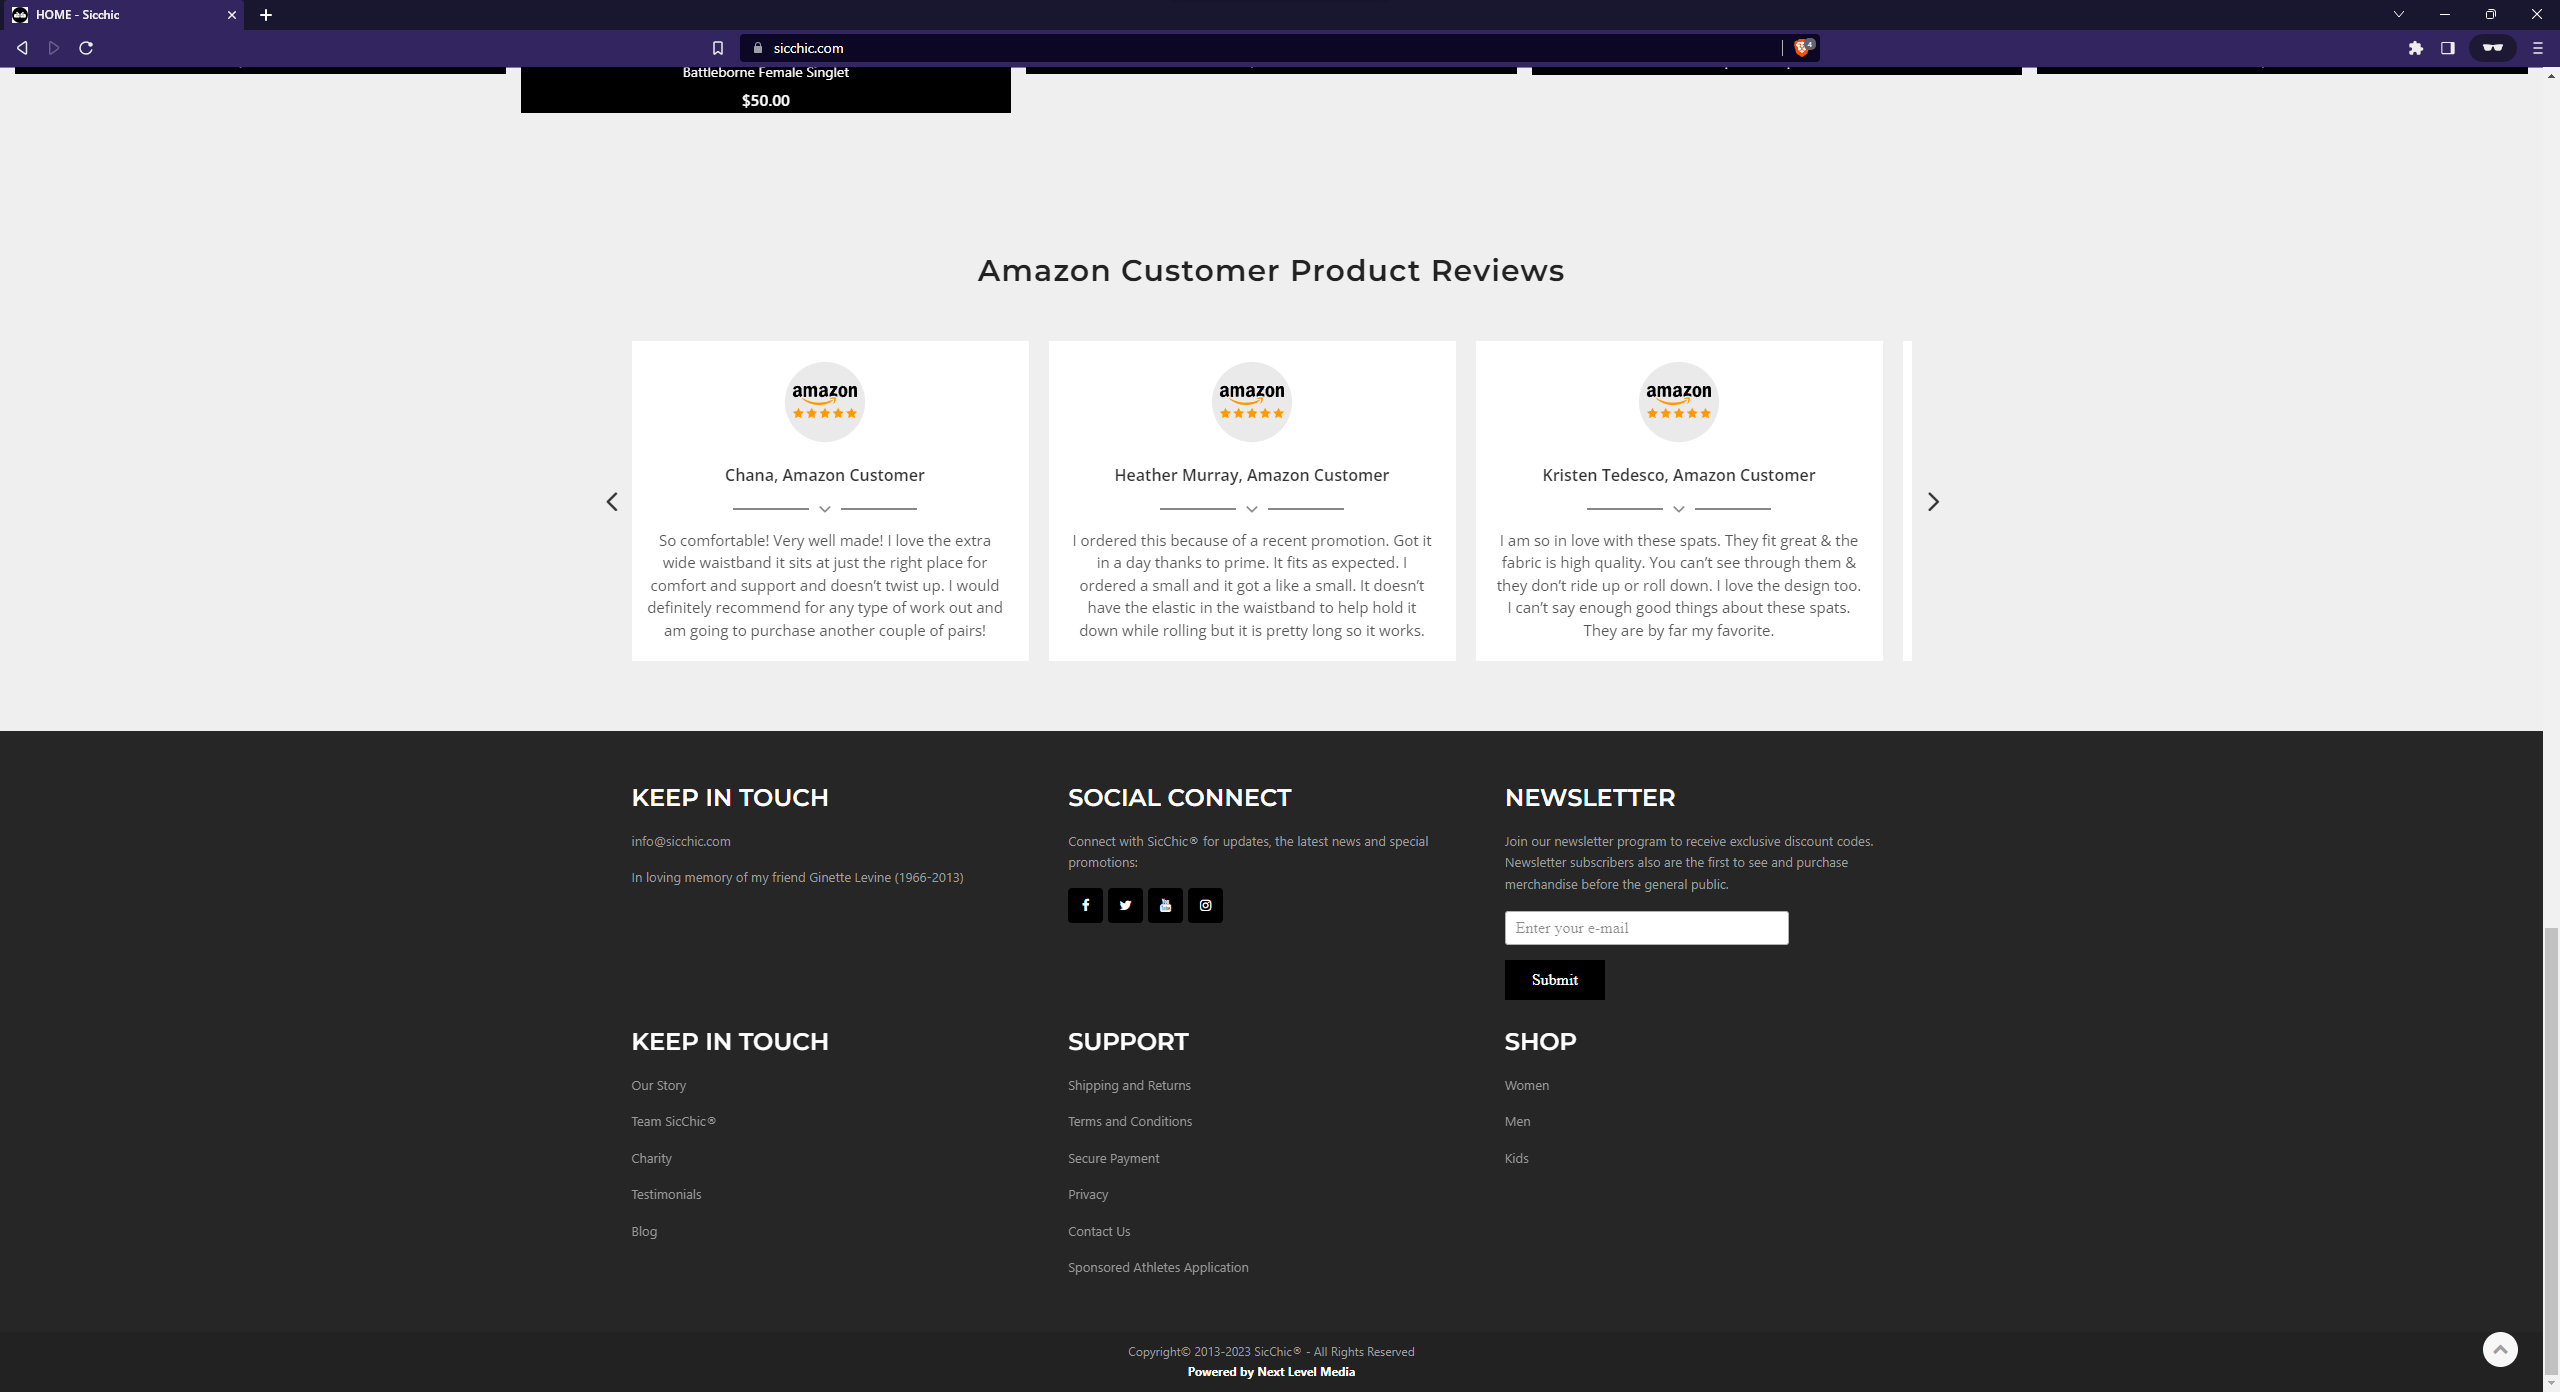 HOME - Sicchic
sicchic.com
4
Battleborne Female Singlet
$50.00
Amazon Customer Product Reviews
amazon
Chana, Amazon Customer
So comfortable! Very well made! I love the extra
wide waistband it sits at just the right place for
comfort and support and doesn’t twist up. I would
definitely recommend for any type of work out and
am going to purchase another couple of pairs!
amazon
Heather Murray, Amazon Customer
I ordered this because of a recent promotion. Got it
in a day thanks to prime. It fits as expected. I
ordered a small and it got a like a small. It doesn’t
have the elastic in the waistband to help hold it
down while rolling but it is pretty long so it works.
amazon
Kristen Tedesco, Amazon Customer
I am so in love with these spats. They fit great & the
fabric is high quality. You can’t see through them &
they don’t ride up or roll down. I love the design too.
I can’t say enough good things about these spats.
They are by far my favorite.
KEEP IN TOUCH
info@sicchic.com
In loving memory of my friend Ginette Levine (1966-2013)
SOCIAL CONNECT
Connect with SicChic® for updates, the latest news and special
promotions:
NEWSLETTER
Join our newsletter program to receive exclusive discount codes.
Newsletter subscribers also are the first to see and purchase
merchandise before the general public.
Enter your e-mail
Submit
KEEP IN TOUCH
Our Story
Team SicChic®
Charity
Testimonials
Blog
SUPPORT
Shipping and Returns
Terms and Conditions
Secure Payment
Privacy
Contact Us
Sponsored Athletes Application
SHOP
Women
Men
Kids
Copyright© 2013-2023 SicChic® - All Rights Reserved
Powered by Next Level Media